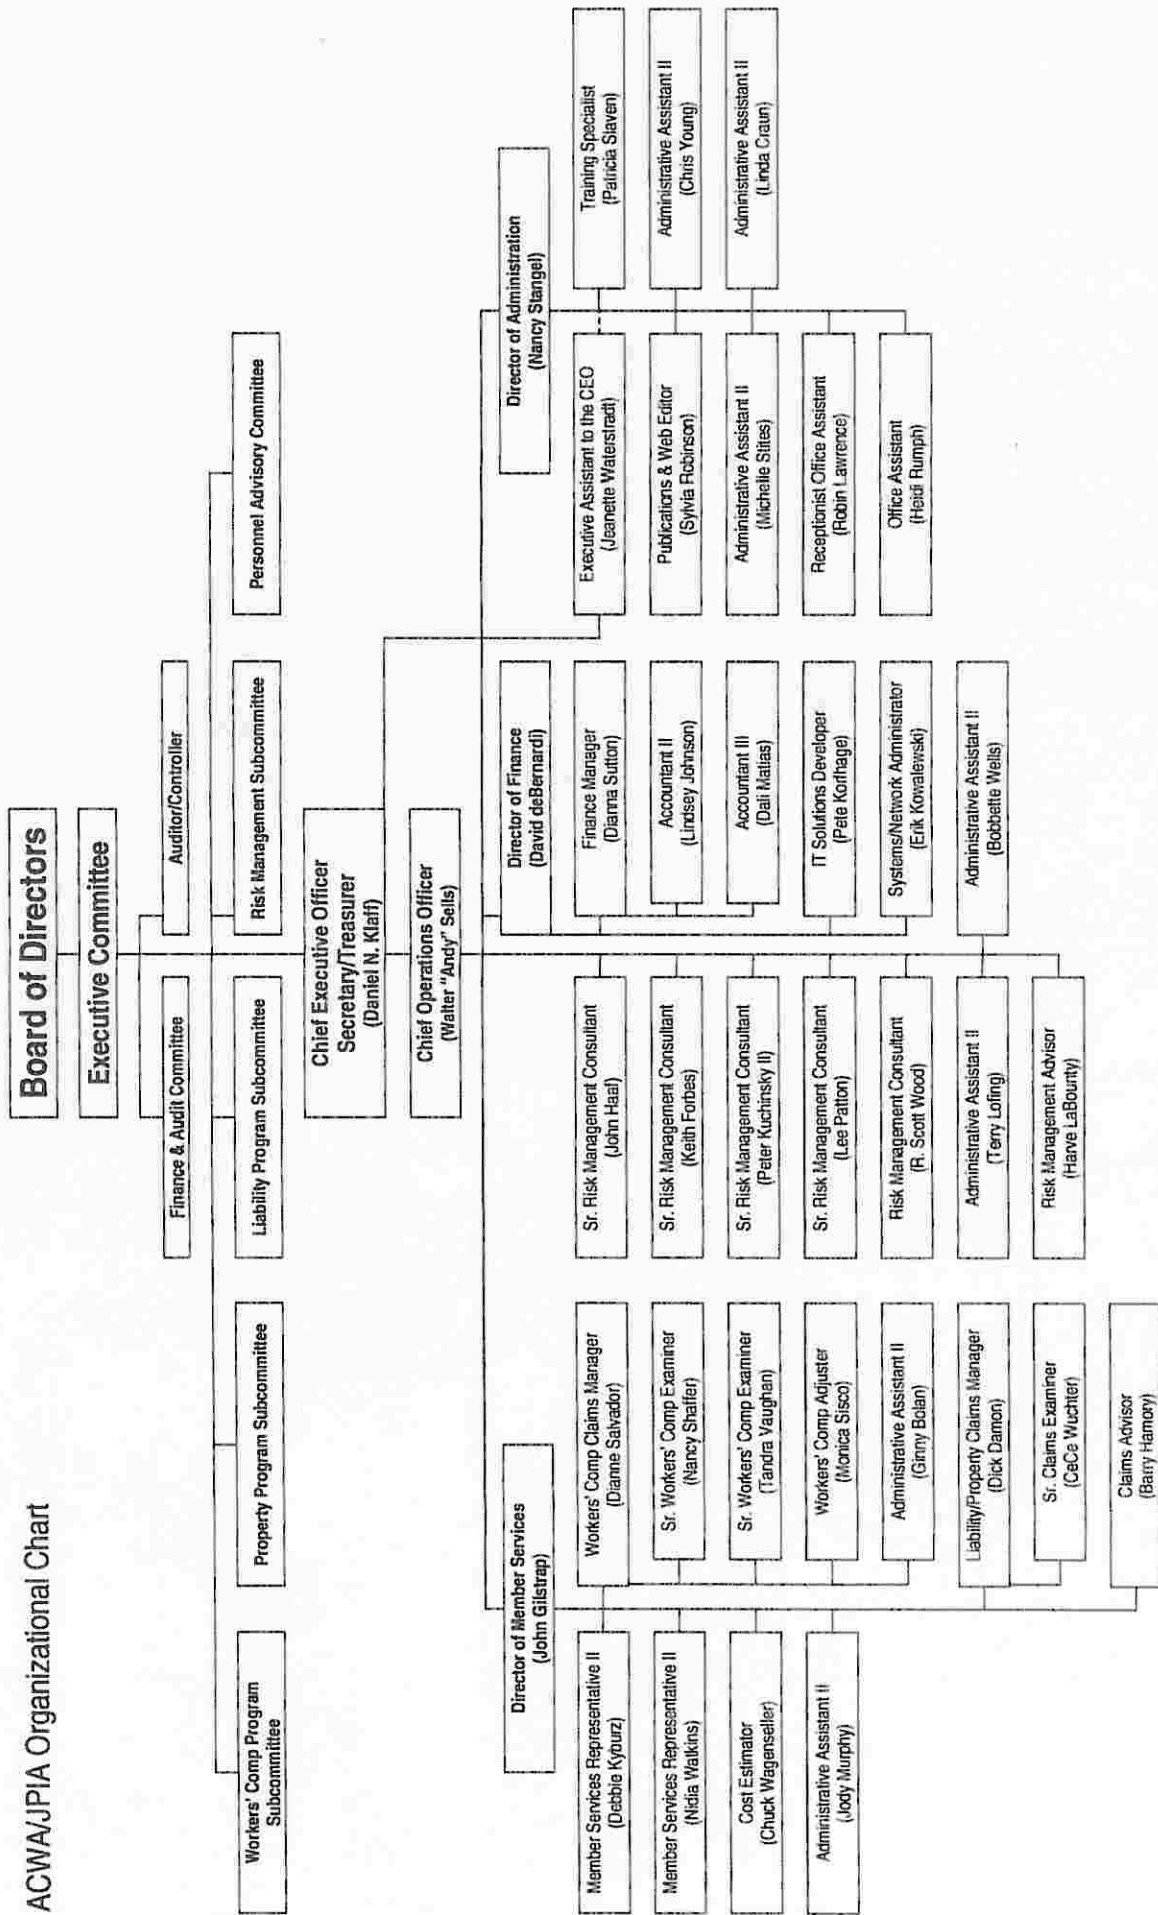 ACWA/JPIA Organizational Chart
Board of Directors
Executive Committee
Finance & Audit Committee
Auditor/Controller
Workers' Comp Program
Subcommittee
Property Program Subcommittee
Liability Program Subcommittee
Risk Management Subcommittee
Personnel Advisory Committee
Chief Executive Officer
Secretary/Treasurer
(Daniel N. Klaff)
Chief Operations Officer
(Walter "Andy" Sells)
Director of Member Services
(John Gilstrap)
Director of Finance
(David deBernardi)
Director of Administration
(Nancy Stangel)
Member Services Representative II
(Debbie Kyburz)
Member Services Representative II
(Nidia Watkins)
Cost Estimator
(Chuck Wagenseller)
Administrative Assistant II
(Jody Murphy)
Workers' Comp Claims Manager
(Dianne Salvador)
Sr. Workers' Comp Examiner
(Nancy Shaffer)
Sr. Workers' Comp Examiner
(Tandra Vaughan)
Workers' Comp Adjuster
(Monica Sisco)
Administrative Assistant II
(Ginny Bolan)
Liability/Property Claims Manager
(Dick Damon)
Sr. Claims Examiner
(CeCe Wuchter)
Claims Advisor
(Barry Hamory)
Sr. Risk Management Consultant
(John Haaf)
Sr. Risk Management Consultant
(Keith Forbes)
Sr. Risk Management Consultant
(Peter Kuchinsky II)
Sr. Risk Management Consultant
(Lee Patton)
Risk Management Consultant
(R. Scott Wood)
Administrative Assistant II
(Terry Lofing)
Risk Management Advisor
(Harve LaBounty)
Finance Manager
(Dianna Sutton)
Accountant II
(Lindsey Johnson)
Accountant III
(Dali Matias)
IT Solutions Developer
(Pete Korfhage)
Systems/Network Administrator
(Erik Kowalewski)
Administrative Assistant II
(Bobbette Wells)
Executive Assistant to the CEO
(Jeanette Waterstradt)
Publications & Web Editor
(Sylvia Robinson)
Administrative Assistant II
(Michelle Stites)
Receptionist Office Assistant
(Robin Lawrence)
Office Assistant
(Heidi Rumph)
Training Specialist
(Patricia Slaven)
Administrative Assistant II
(Chris Young)
Administrative Assistant II
(Linda Craun)